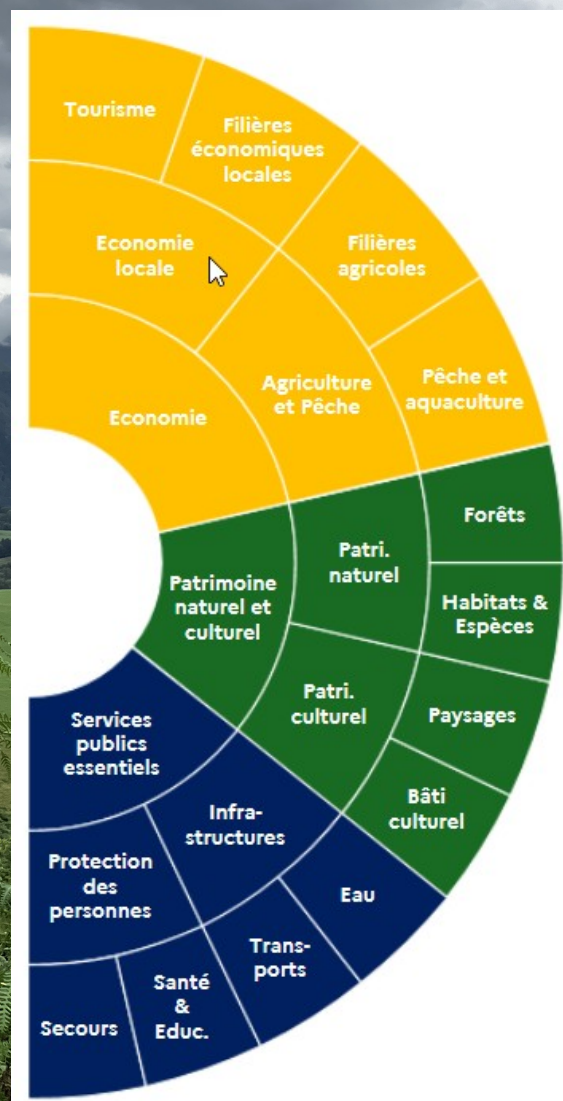 Tourisme
Filières
économiques
locales
Economie
locale
Filières
agricoles
Economie
Agriculture
et Pêche
Pêche et
aquaculture
Forêts
Patri.
naturel
Patrimoine
naturel et
culturel
Habitats &
Espèces
Patri.
culturel
Paysages
Bâti
culturel
Services
publics
essentiels
Infra-
structures
Eau
Protection
des
personnes
Trans-
ports
Santé
&
Educ.
Secours